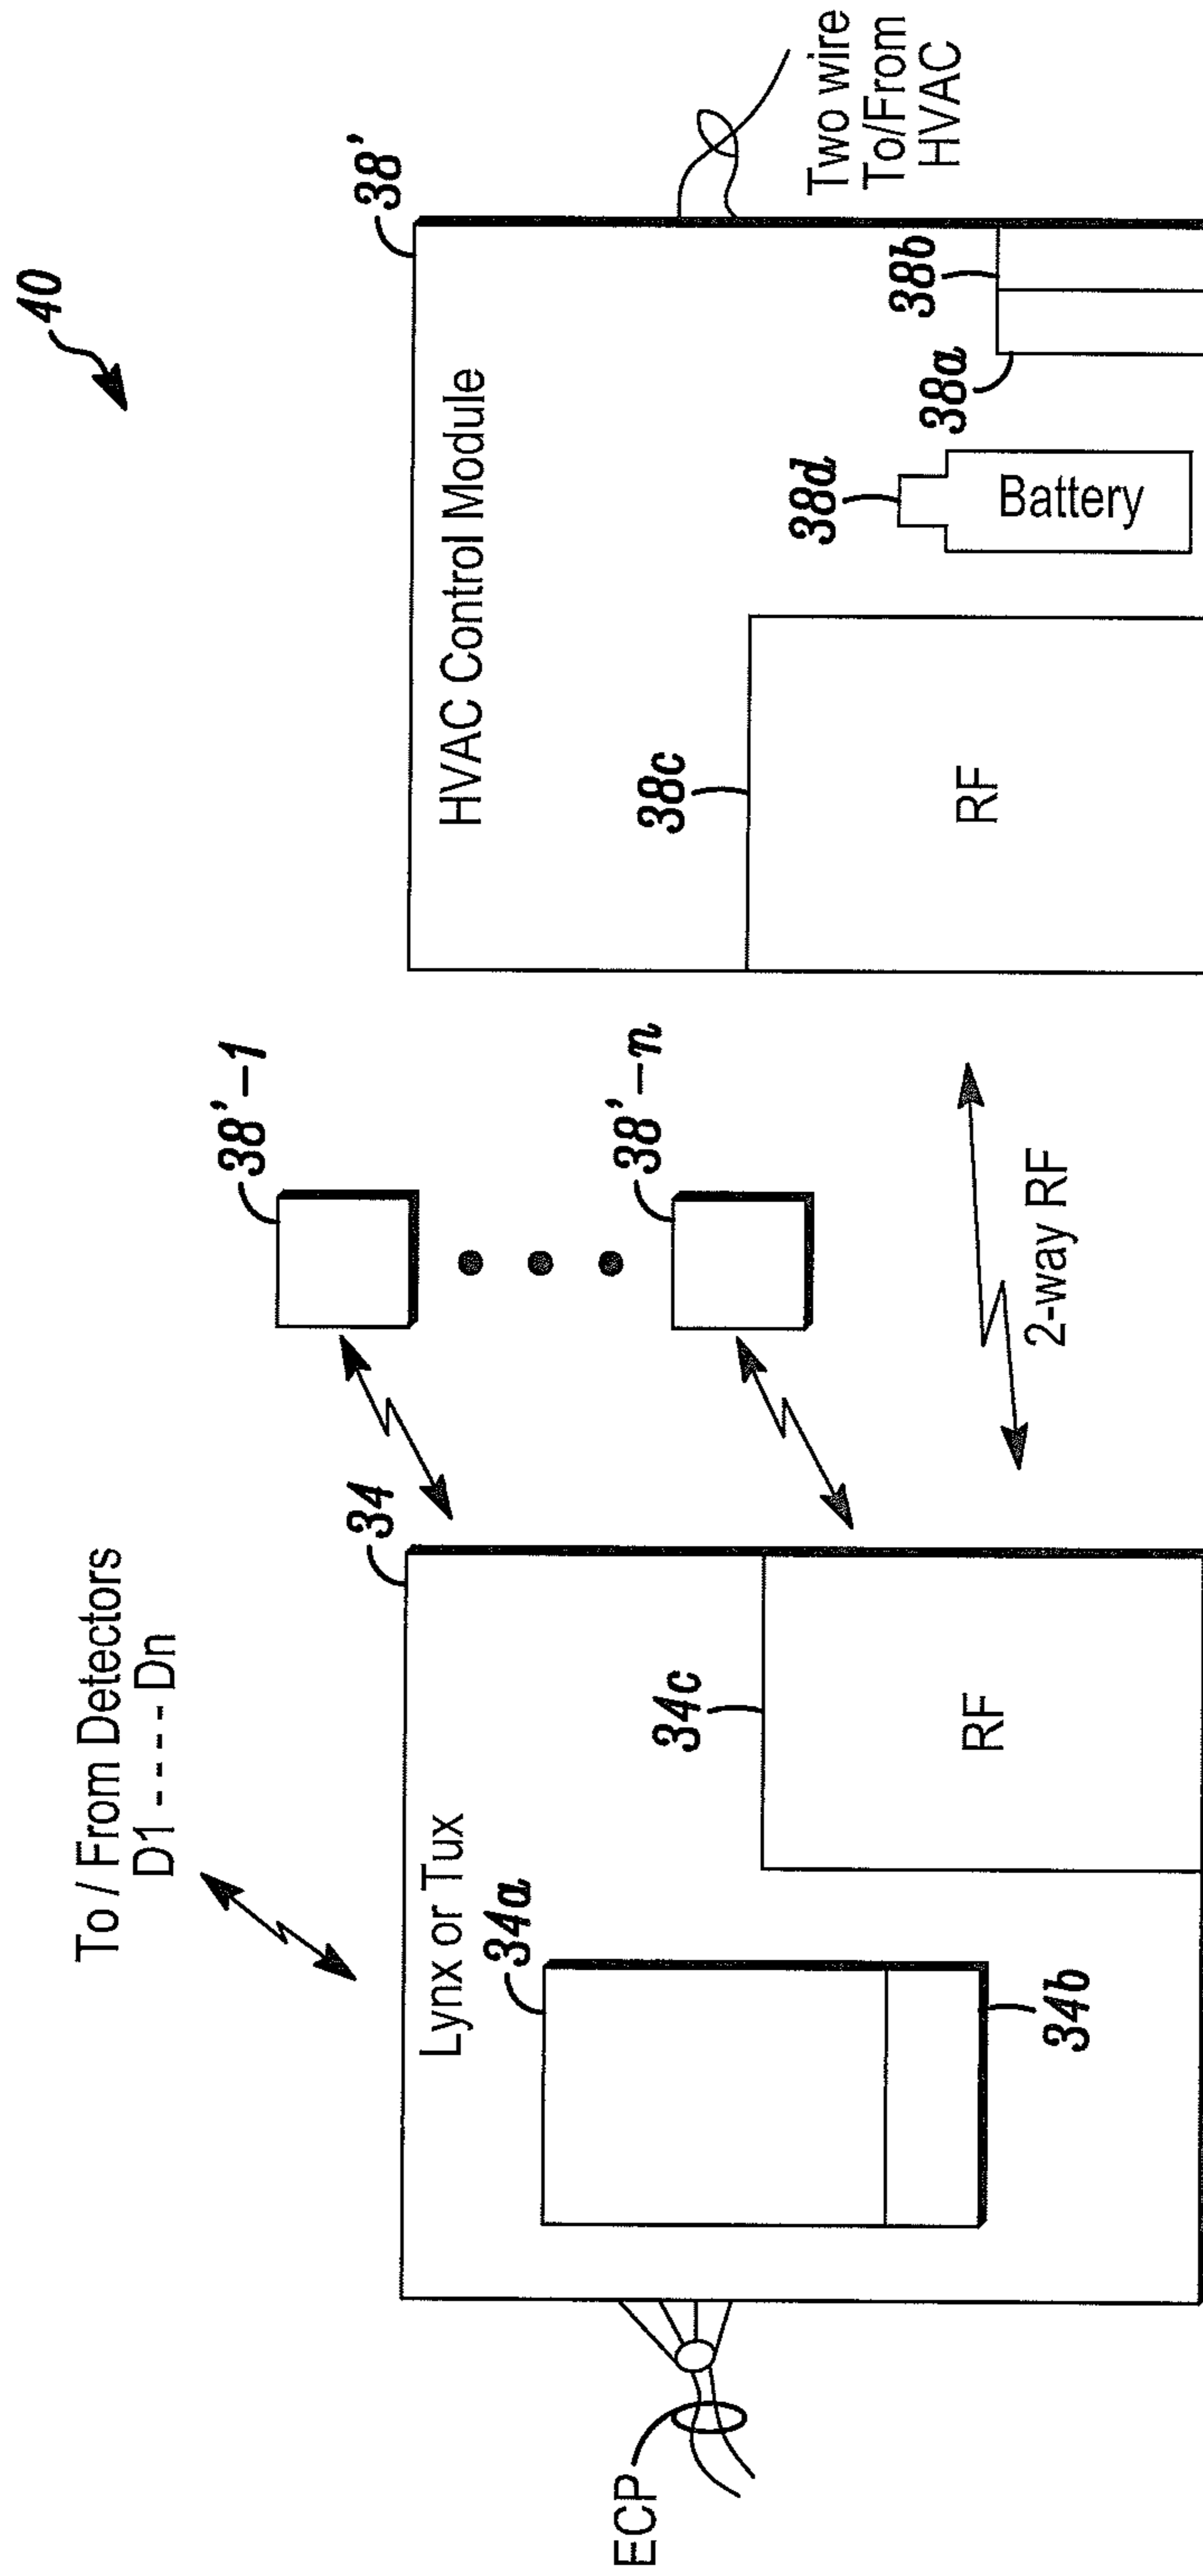 40
To / From Detectors
D1 ---- Dn
34
38'-1
38'
Lynx or Tux
HVAC Control Module
34a
34c
38'-n
38c
38d
38b
38a
Two wire
To/From
HVAC
ECP
34b
RF
2-way RF
RF
Battery